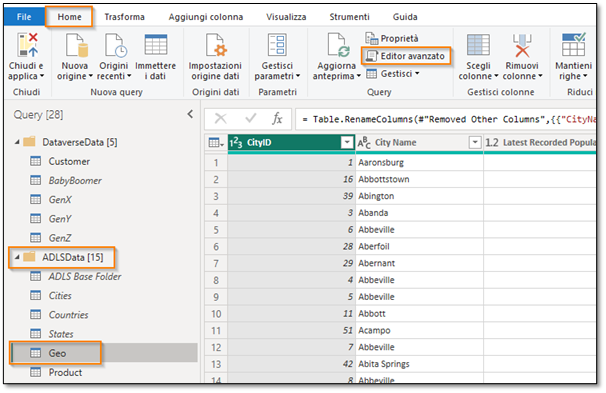 File Home Trasforma Aggiungi colonna Visualizza Strumenti Guida
Chiudi e applica
Nuova origine
Origini recenti
Immettere i dati
Impostazioni origine dati
Gestisci parametri
Aggiorna anteprima
Proprietà
Editor avanzato
Gestisci
Scegli colonne
Rimuovi colonne
Mantieni righe
Chiudi Nuova query Origini dati Parametri Query Gestisci colonne Riduci
Query [28]
= Table.RenameColumns(#"Removed Other Columns",{{"CityNa
DataverseData [5]
Customer
BabyBoomer
GenX
GenY
GenZ
ADLSData [15]
ADLS Base Folder
Cities
Countries
States
Geo
Product
123 CityID ABC City Name 1.2 Latest Recorded Popula
1 1 Aaronsburg
2 16 Abbottstown
3 39 Abington
4 3 Abanda
5 6 Abbeville
6 28 Aberfoil
7 29 Abernant
8 4 Abbeville
9 5 Abbeville
10 11 Abbott
11 51 Acampo
12 7 Abbeville
13 42 Abita Springs
14 8 Abbeville